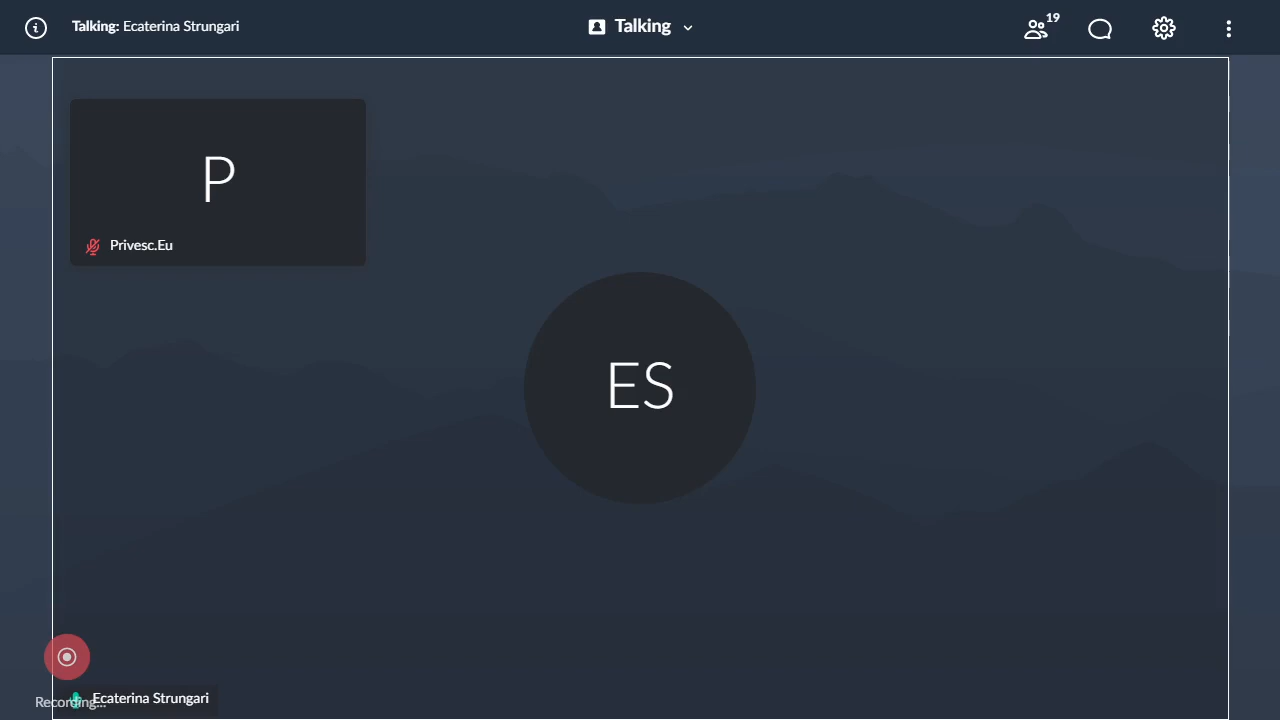 Talking: Ecaterina Strungari
Talking
19
P
Privesc.Eu
ES
Ecaterina Strungari
Recording...